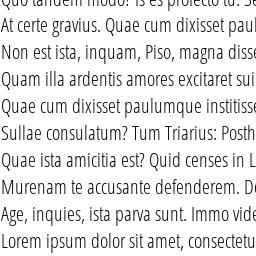 Quo tandem modo? Is es profecto tu. Se
At certe gravius. Quae cum dixisset paul
Non est ista, inquam, Piso, magna disse
Quam illa ardentis amores excitaret sui
Quae cum dixisset paulumque institisse
Sullae consulatum? Tum Triarius: Posth
Quae ista amicitia est? Quid censes in L
Murenam te accusante defenderem. De
Age, inquies, ista parva sunt. Immo vide
Lorem ipsum dolor sit amet, consectetu